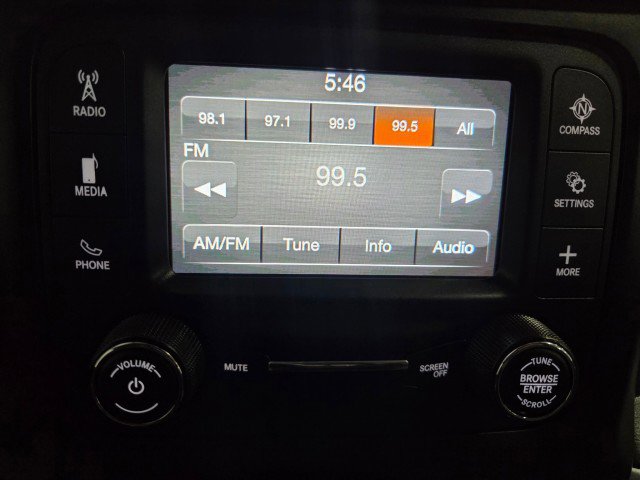 5:46
98.1 97.1 99.9 99.5 All
FM
99.5
AM/FM Tune Info Audio
RADIO
MEDIA
PHONE
N
COMPASS
SETTINGS
MORE
VOLUME
MUTE
SCREEN
OFF
TUNE
BROWSE
ENTER
SCROLL